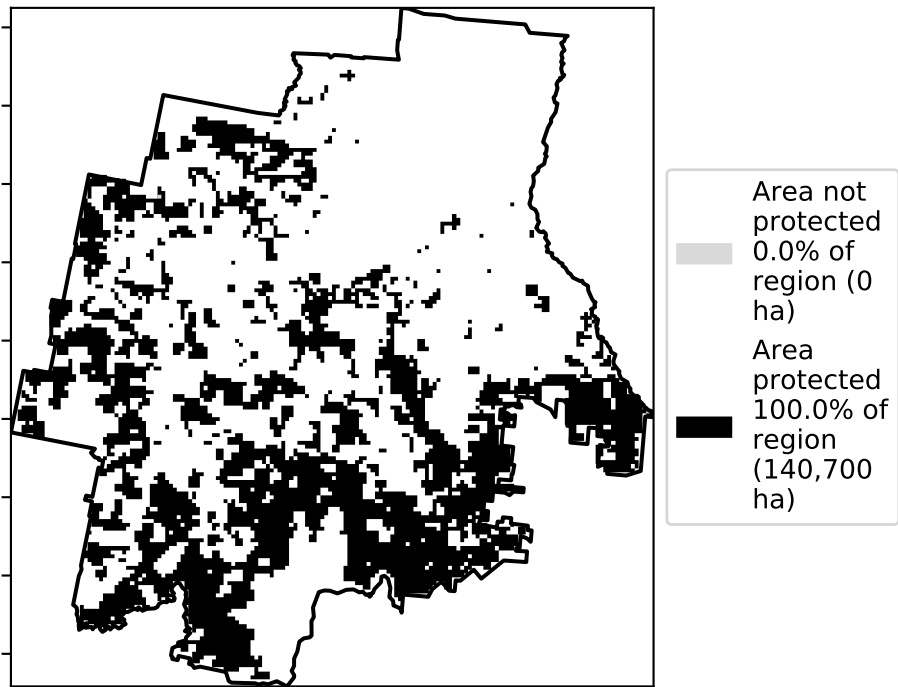 Area not
protected
0.0% of
region (0
ha)
Area
protected
100.0% of
region
(140,700
ha)